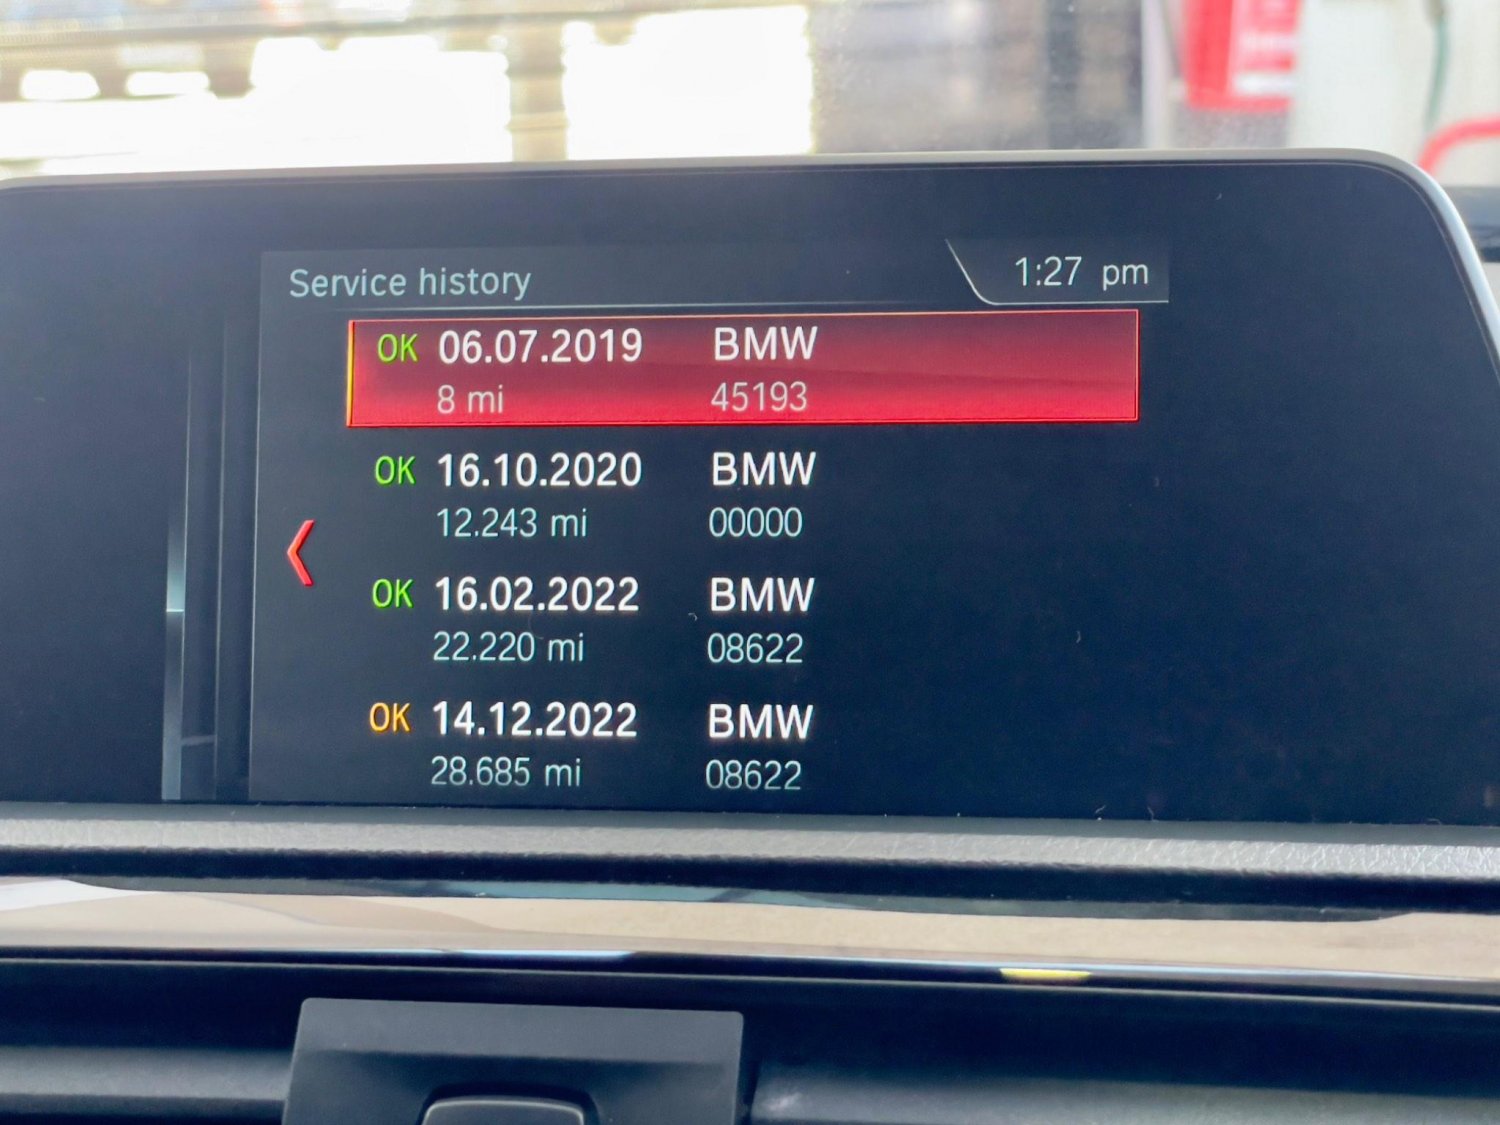 Service history
1:27 pm
OK 06.07.2019 BMW
8 mi 45193
OK 16.10.2020 BMW
12.243 mi 00000
OK 16.02.2022 BMW
22.220 mi 08622
OK 14.12.2022 BMW
28.685 mi 08622